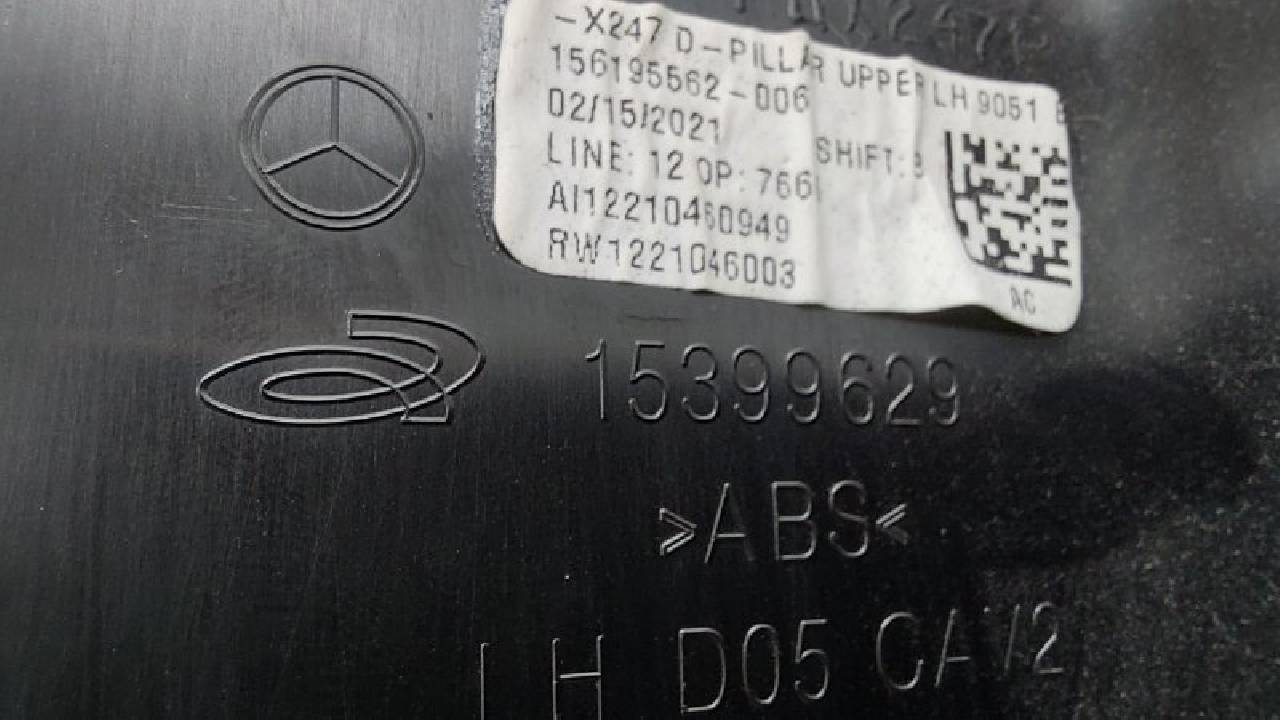 -X247 D-PILLAR UPPER LH 9051
156195562-006
02/15/2021
LINE: 12 OP: 766 SHIFT:
AI12210460949
RW1221046003
AC
15399629
>ABS<
LH D05 CAV2